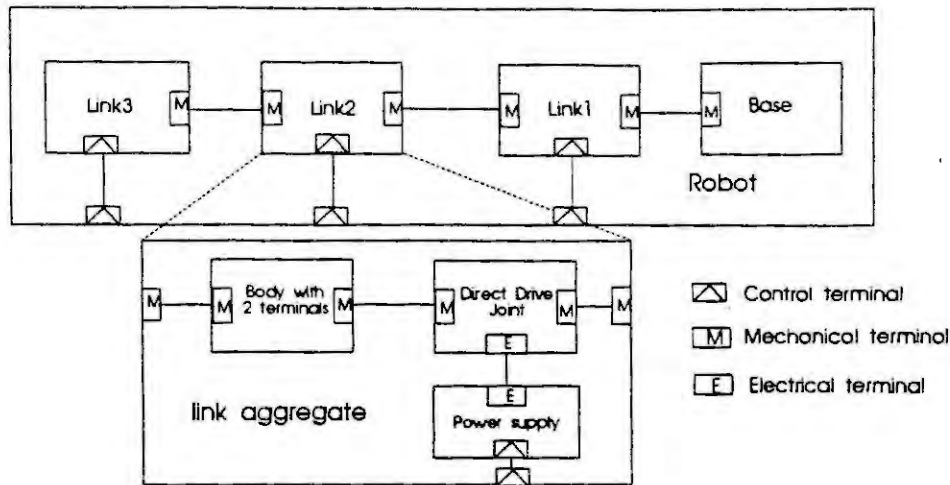 Link3
M
M
Link2
M
M
Link1
M
M
Base
Robot
M
Body with
2 terminals
M
M
Direct Drive
Joint
M
M
M
E
E
Power supply
link aggregate
Control terminal
M Mechanical terminal
E Electrical terminal